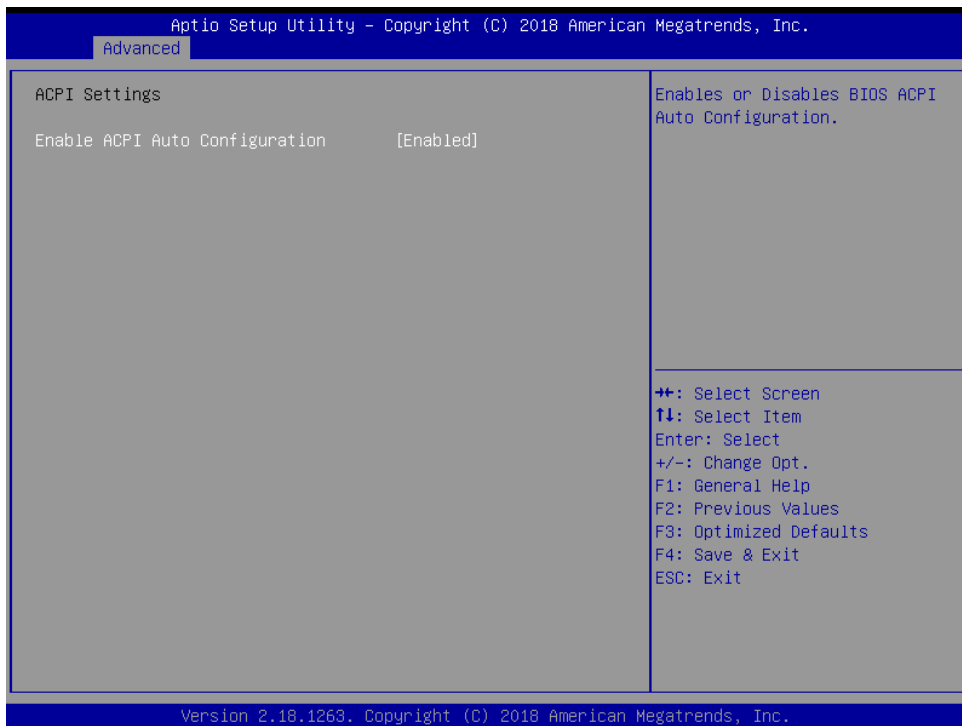 Aptio Setup Utility – Copyright (C) 2018 American Megatrends, Inc.
Advanced
ACPI Settings
Enable ACPI Auto Configuration [Enabled]
Enables or Disables BIOS ACPI
Auto Configuration.
→←: Select Screen
↑↓: Select Item
Enter: Select
+/-: Change Opt.
F1: General Help
F2: Previous Values
F3: Optimized Defaults
F4: Save & Exit
ESC: Exit
Version 2.18.1263. Copyright (C) 2018 American Megatrends, Inc.